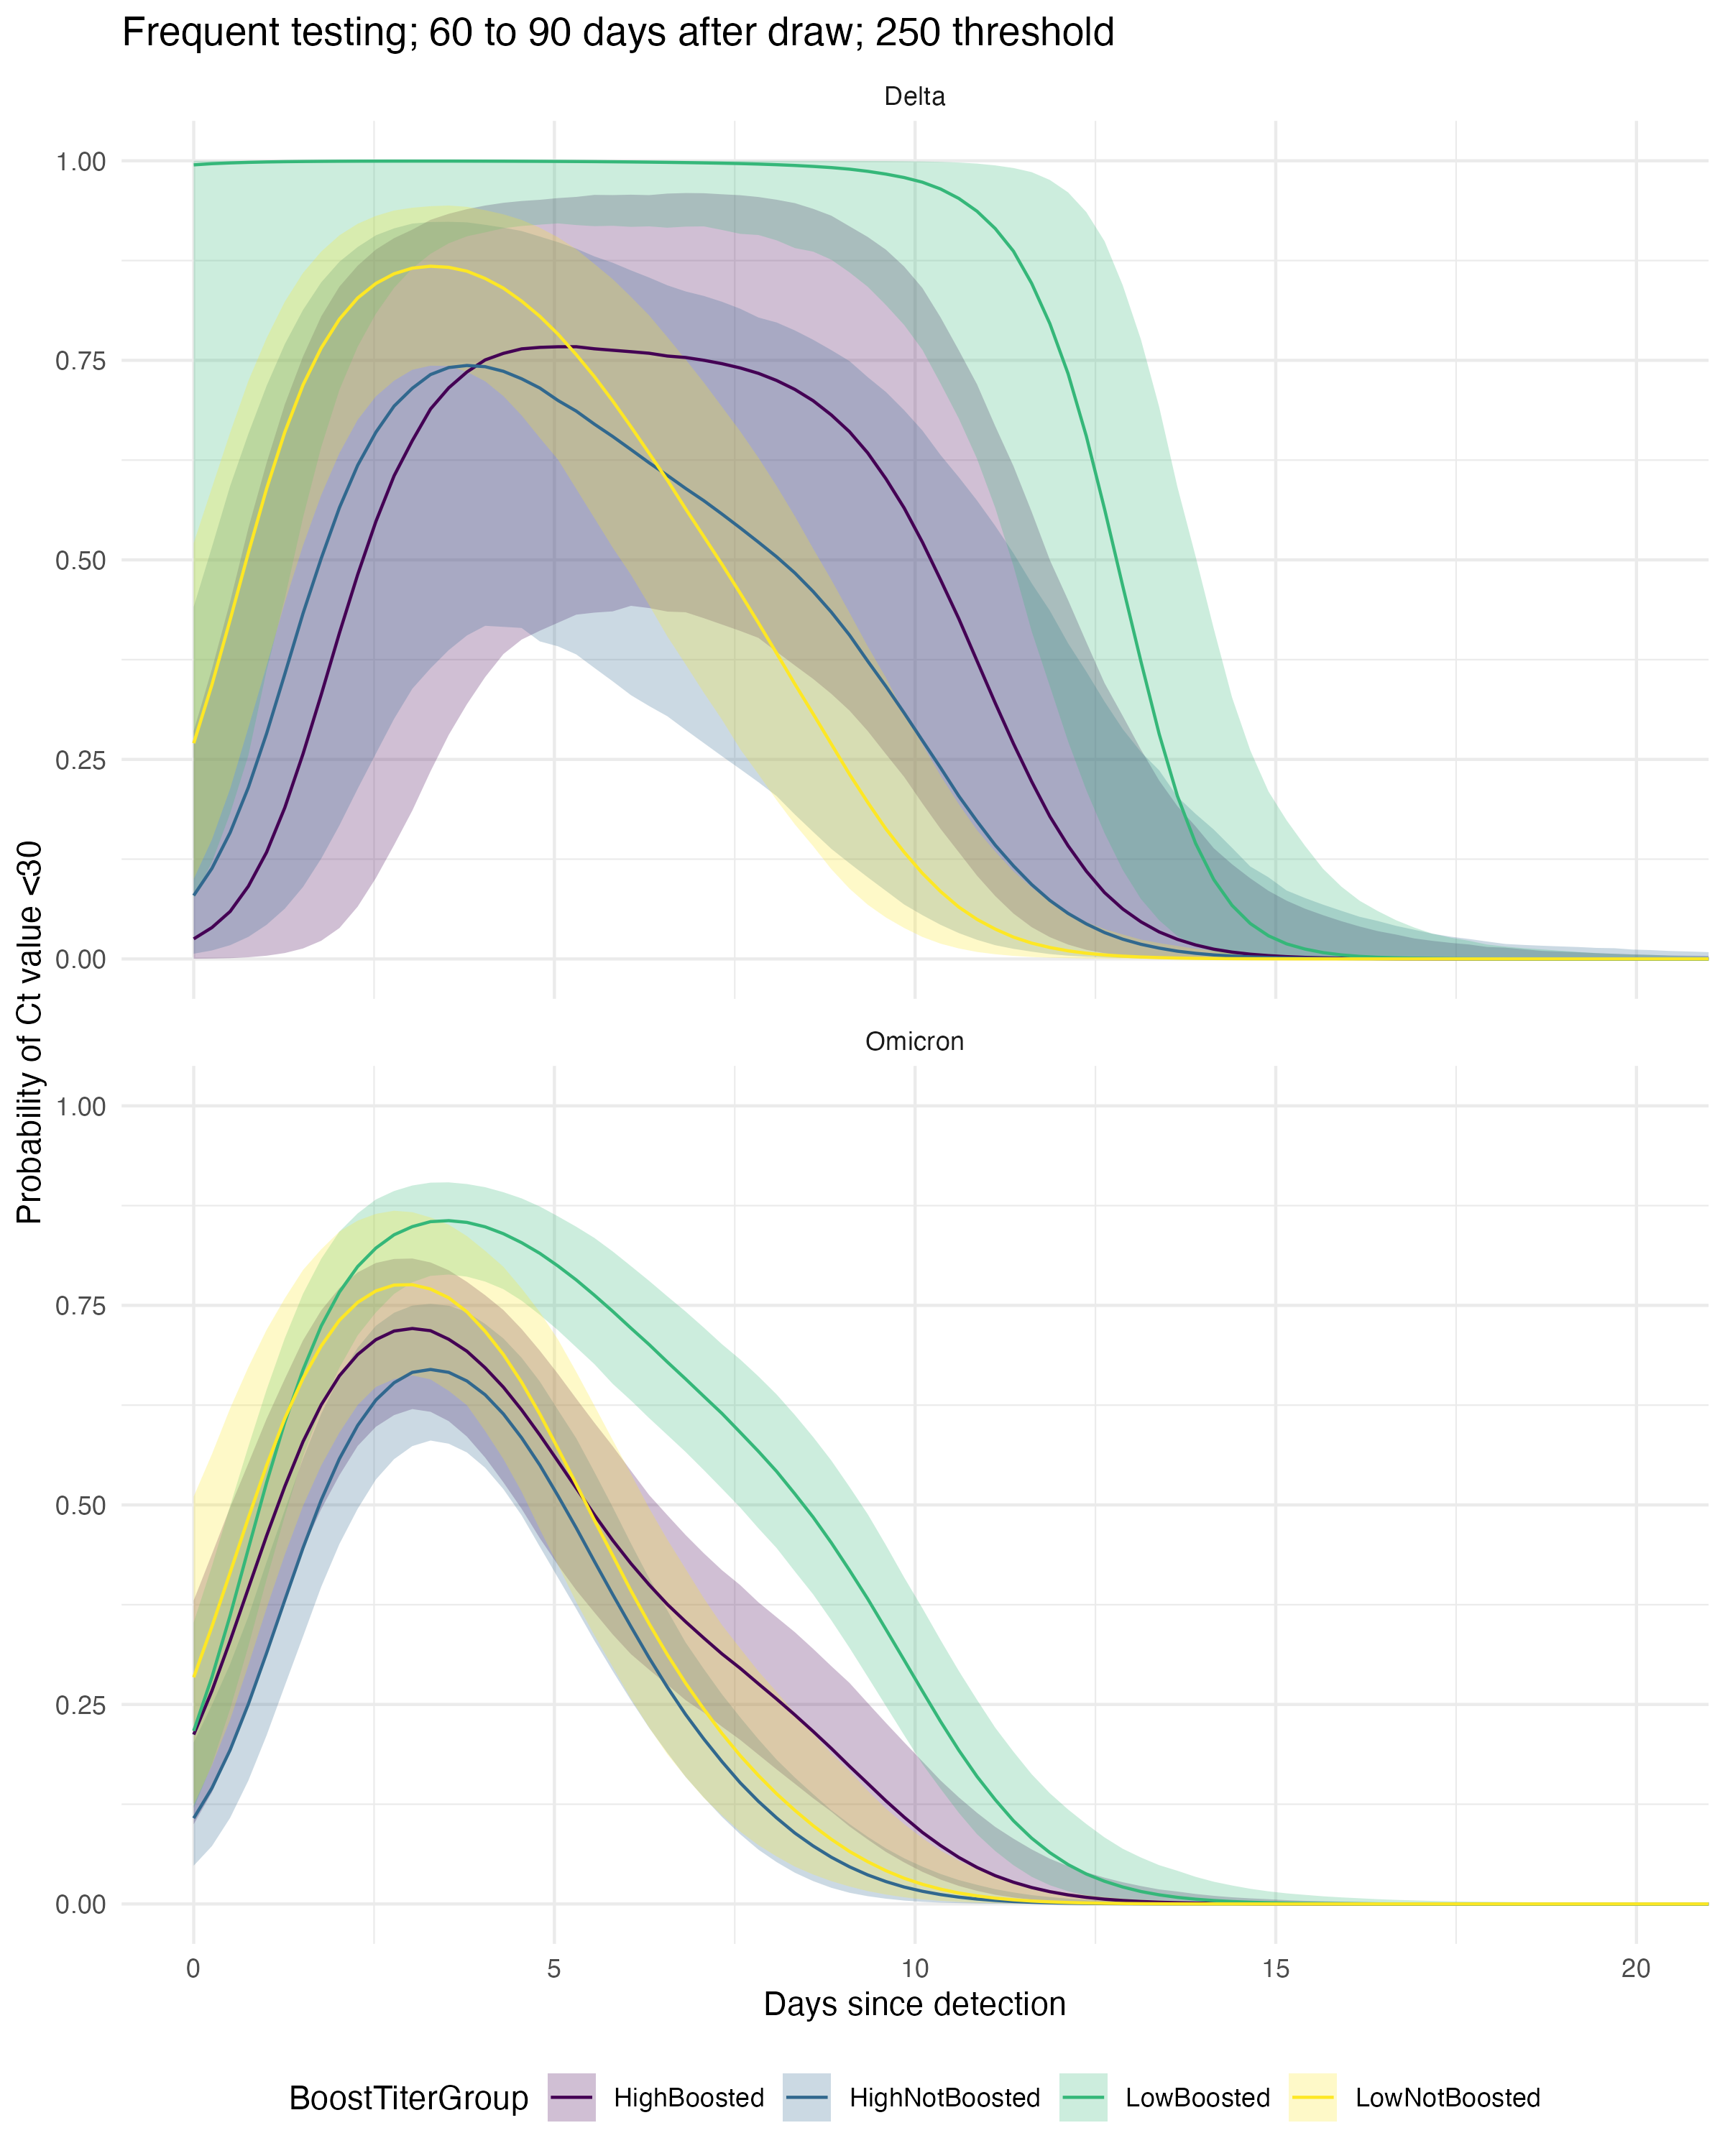 Frequent testing; 60 to 90 days after draw; 250 threshold
Delta
1.00
0.75
0.50
0.25
0.00
Probability of Ct value <30
Omicron
1.00
0.75
0.50
0.25
0.00
0 5 10 15 20
Days since detection
BoostTiterGroup HighBoosted HighNotBoosted LowBoosted LowNotBoosted